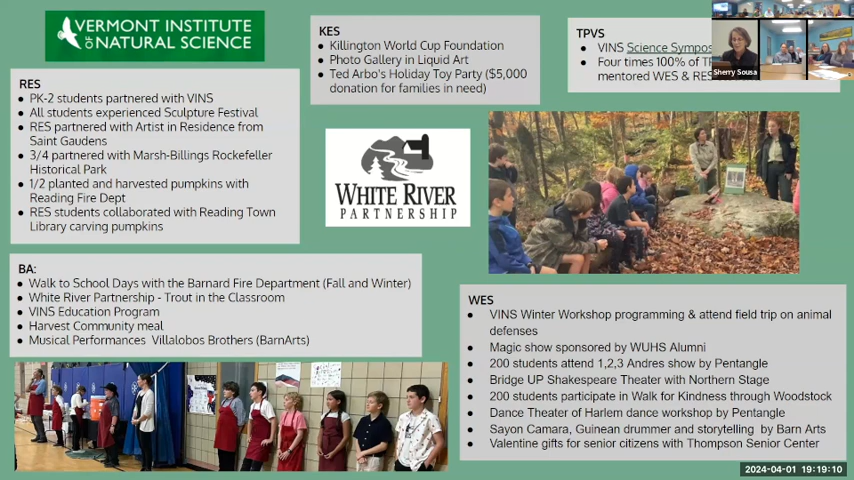 VERMONT INSTITUTE
OF NATURAL SCIENCE
KES
● Killington World Cup Foundation
● Photo Gallery in Liquid Art
● Ted Arbo's Holiday Toy Party ($5,000
donation for families in need)
TPVS
● VINS Science Sympos
● Four times 100% of
mentored WES & RES
Sherry Sousa
RES
● PK-2 students partnered with VINS
● All students experienced Sculpture Festival
● RES partnered with Artist in Residence from
Saint Gaudens
● 3/4 partnered with Marsh-Billings Rockefeller
Historical Park
● 1/2 planted and harvested pumpkins with
Reading Fire Dept
● RES students collaborated with Reading Town
Library carving pumpkins
WHITE RIVER
PARTNERSHIP
BA:
● Walk to School Days with the Barnard Fire Department (Fall and Winter)
● White River Partnership - Trout in the Classroom
● VINS Education Program
● Harvest Community meal
● Musical Performances Villalobos Brothers (BarnArts)
WES
● VINS Winter Workshop programming & attend field trip on animal
defenses
● Magic show sponsored by WUHS Alumni
● 200 students attend 1,2,3 Andres show by Pentangle
● Bridge UP Shakespeare Theater with Northern Stage
● 200 students participate in Walk for Kindness through Woodstock
● Dance Theater of Harlem dance workshop by Pentangle
● Sayon Camara, Guinean drummer and storytelling by Barn Arts
● Valentine gifts for senior citizens with Thompson Senior Center
2024-04-01 19:19:10